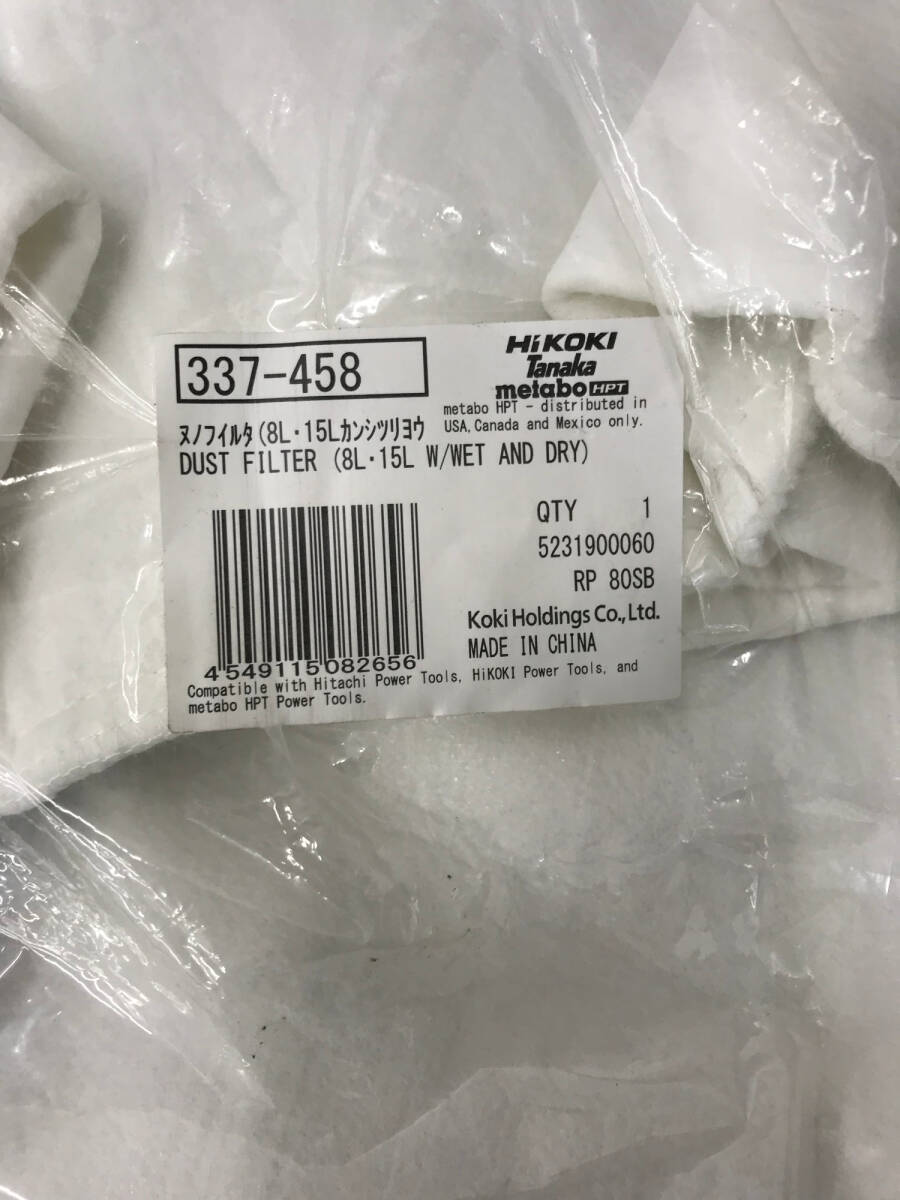 337-458
HiKOKI
Tanaka
metabo HPT
metabo HPT - distributed in
USA, Canada and Mexico only.
ヌノフイルタ(8L・15Lカンシツリヨウ
DUST FILTER (8L・15L W/WET AND DRY)
QTY 1
5231900060
RP 80SB
Koki Holdings Co.,Ltd.
MADE IN CHINA
4549115082656
Compatible with Hitachi Power Tools, HiKOKI Power Tools, and
metabo HPT Power Tools.